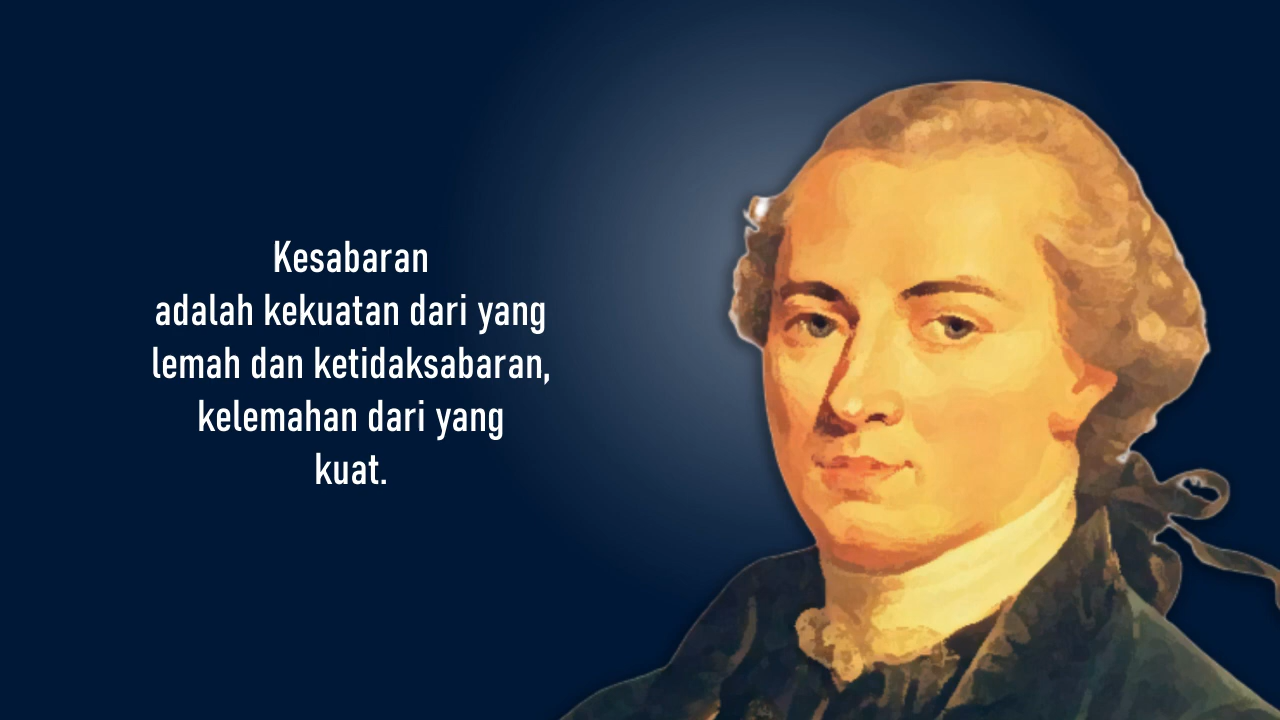 Kesabaran
adalah kekuatan dari yang
lemah dan ketidaksabaran,
kelemahan dari yang
kuat.